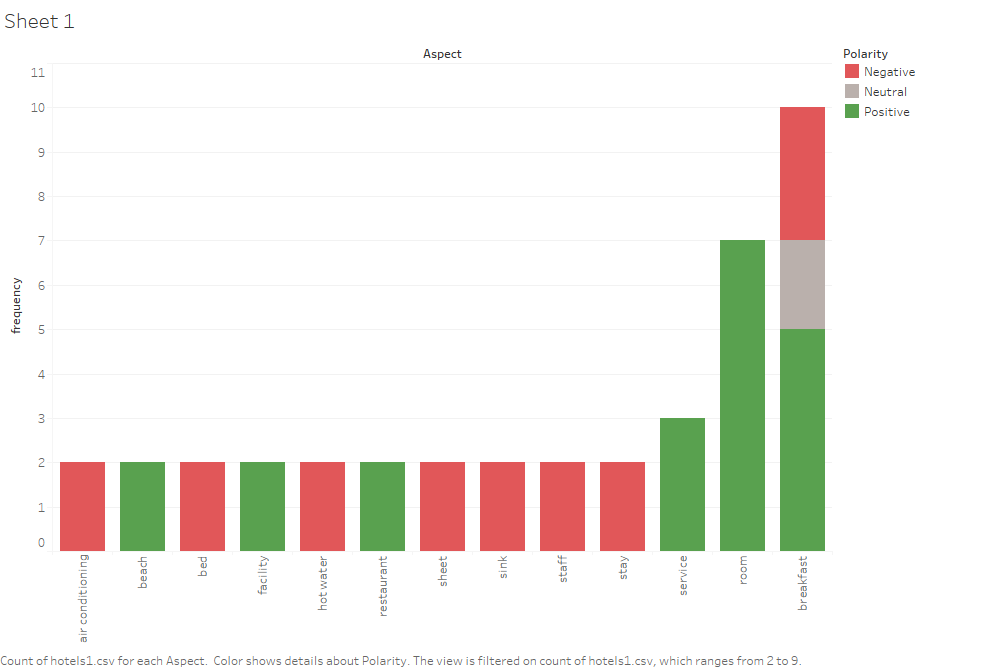 Sheet 1
Aspect
Polarity
Negative
Neutral
Positive
11
10
9
8
7
6
5
4
3
2
1
0
frequency
air conditioning
beach
bed
facility
hot water
restaurant
sheet
sink
staff
stay
service
room
breakfast
Count of hotels1.csv for each Aspect. Color shows details about Polarity. The view is filtered on count of hotels1.csv, which ranges from 2 to 9.